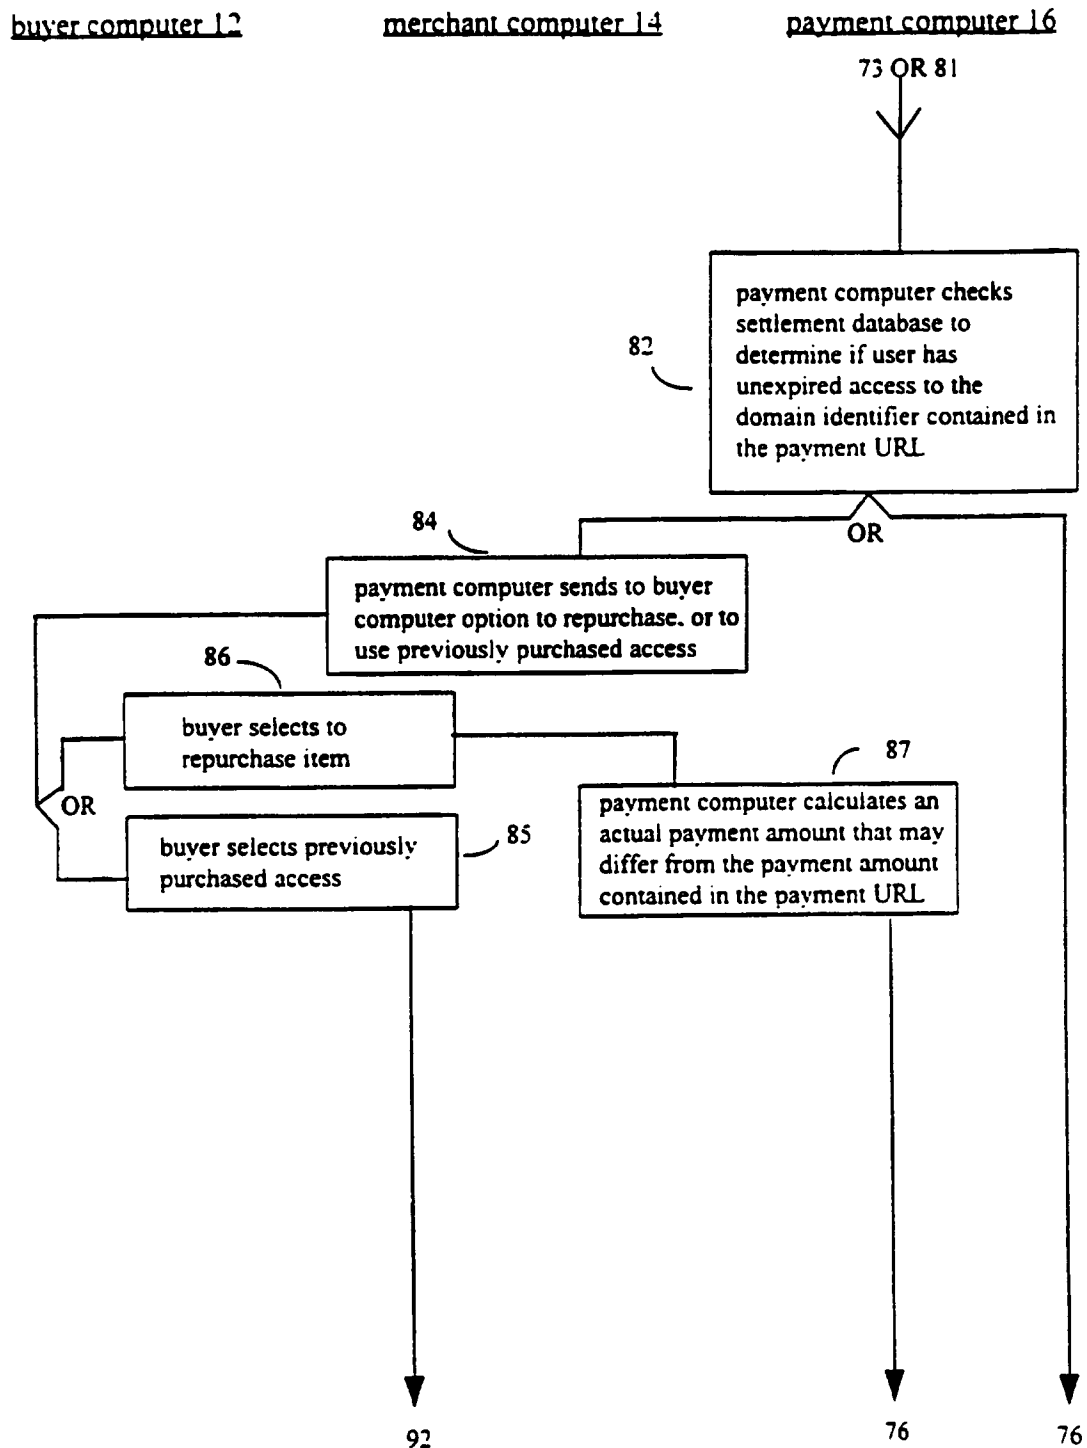 buyer computer 12
merchant computer 14
payment computer 16
73 OR 81
82
payment computer checks
settlement database to
determine if user has
unexpired access to the
domain identifier contained in
the payment URL
OR
84
payment computer sends to buyer
computer option to repurchase, or to
use previously purchased access
86
buyer selects to
repurchase item
OR
85
buyer selects previously
purchased access
87
payment computer calculates an
actual payment amount that may
differ from the payment amount
contained in the payment URL
92
76
76